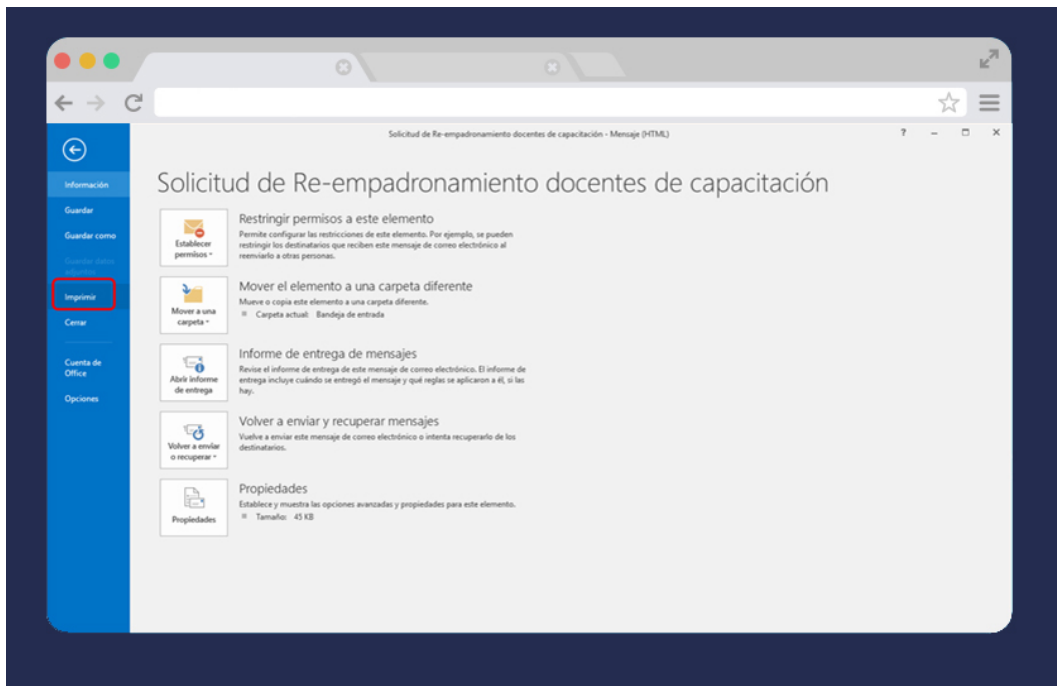 Solicitud de Re-empadronamiento docentes de capacitación - Mensaje (HTML)
Información
Guardar
Guardar como
Guardar datos
adjuntos
Imprimir
Cerrar
Cuenta de
Office
Opciones
Solicitud de Re-empadronamiento docentes de capacitación
Establecer
permisos
Restringir permisos a este elemento
Permite configurar las restricciones de este elemento. Por ejemplo, se pueden
restringir los destinatarios que reciben este mensaje de correo electrónico al
reenviarlo a otras personas.
Mover a una
carpeta
Mover el elemento a una carpeta diferente
Mueve o copia este elemento a una carpeta diferente.
Carpeta actual: Bandeja de entrada
Abrir informe
de entrega
Informe de entrega de mensajes
Revise el informe de entrega de este mensaje de correo electrónico. El informe de
entrega incluye cuándo se entregó el mensaje y qué reglas se aplicaron a él, si las
hay.
Volver a enviar
o recuperar
Volver a enviar y recuperar mensajes
Vuelve a enviar este mensaje de correo electrónico o intenta recuperarlo de los
destinatarios.
Propiedades
Propiedades
Establece y muestra las opciones avanzadas y propiedades para este elemento.
Tamaño: 45 KB